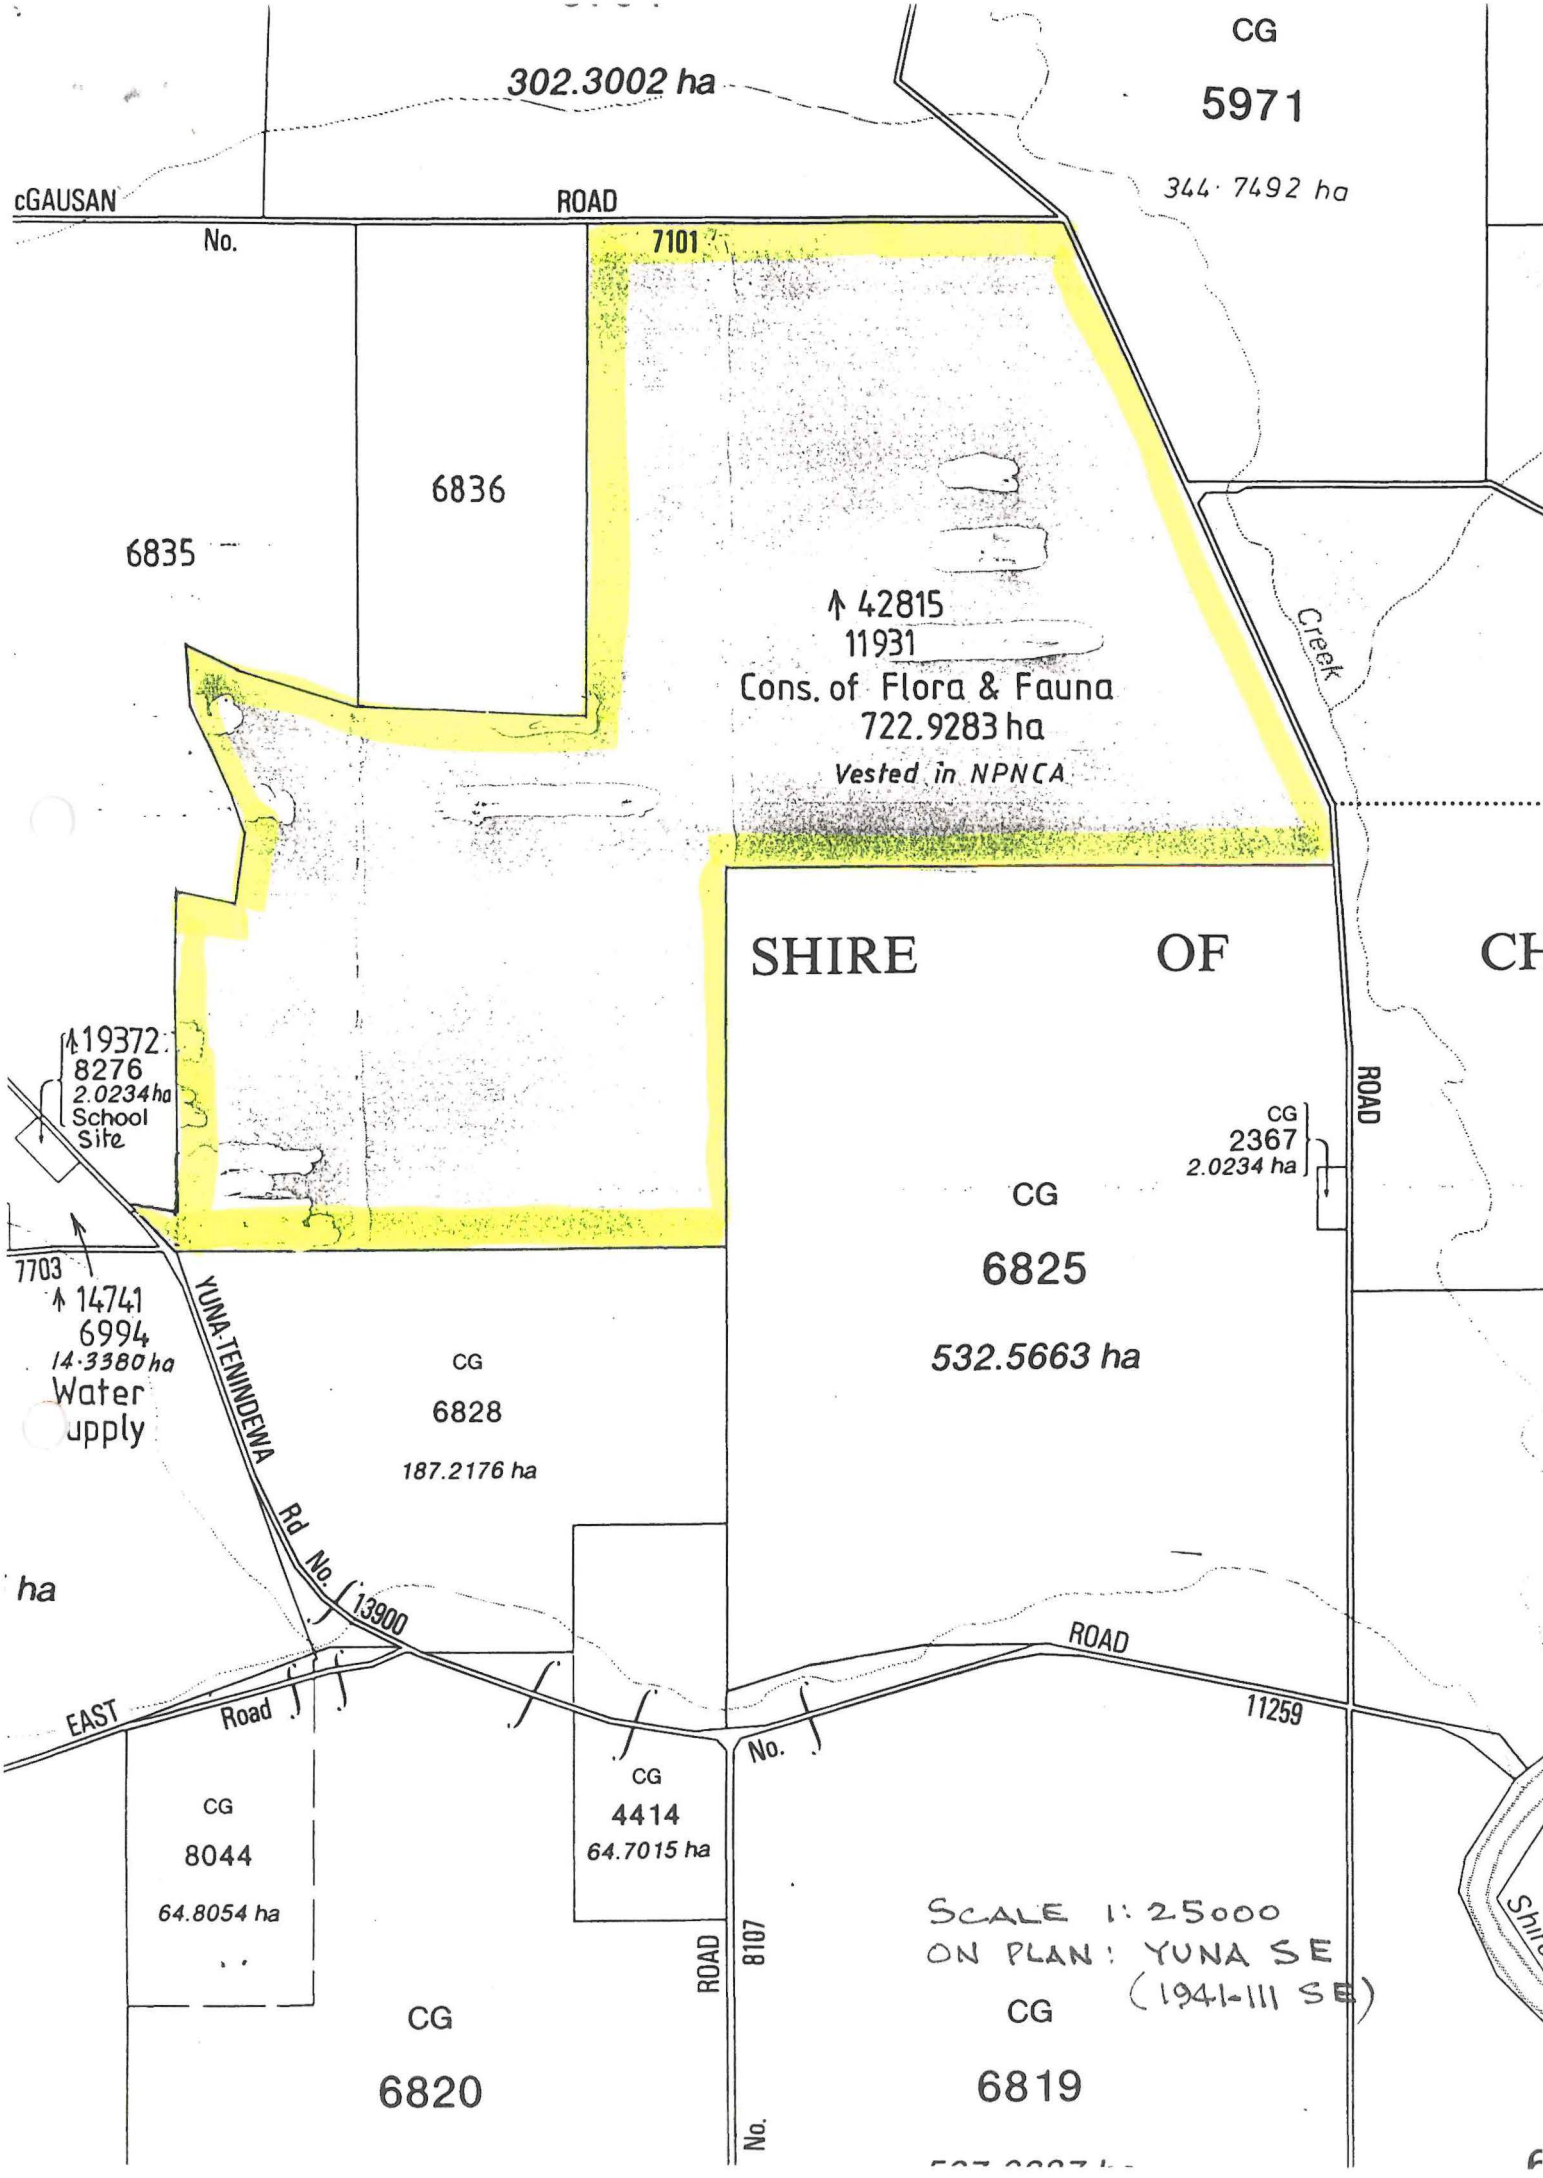 302.3002 ha
CG
5971
344.7492 ha
cGAUSAN
ROAD
No.
7101
6836
6835
↑ 42815
11931
Cons. of Flora & Fauna
722.9283 ha
Vested in NPNCA
Creek
SHIRE OF CH
↑19372
8276
2.0234 ha
School
Site
ROAD
CG
2367
2.0234 ha
CG
6825
532.5663 ha
7703
↑ 14741
6994
14.3380 ha
Water
upply
YUNA-TENINDEWA
Rd
No.
13900
CG
6828
187.2176 ha
ha
ROAD
11259
EAST
Road
No.
CG
4414
64.7015 ha
CG
8044
64.8054 ha
SCALE 1:25000
ON PLAN: YUNA SE
(1941-III SE)
ROAD
8107
No.
CG
6820
CG
6819
Shire